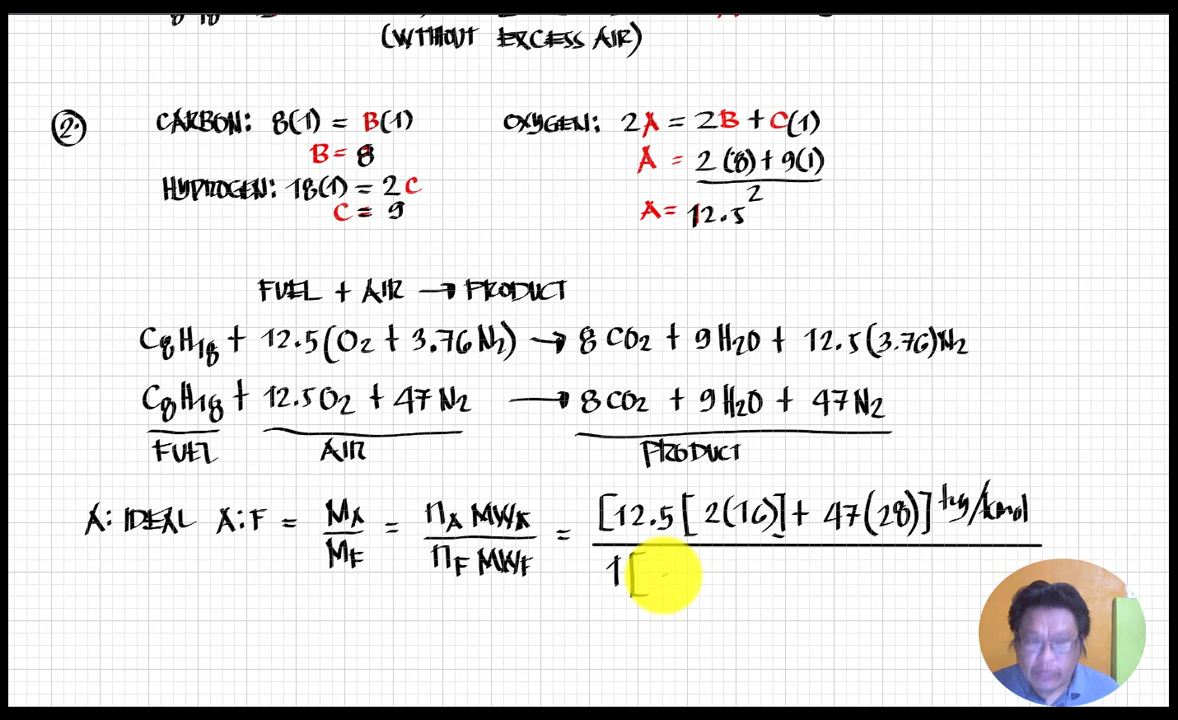 (WITHOUT EXCESS AIR)
2. CARBON: 8(1) = B(1) OXYGEN: 2A = 2B + C(1)
B = 8 A = 2(8) + 9(1)
2
HYDROGEN: 18(1) = 2C
C = 9 A = 12.5
FUEL + AIR → PRODUCT
C8H18 + 12.5(O2 + 3.76N2) → 8CO2 + 9H2O + 12.5(3.76)N2
C8H18 + 12.5O2 + 47N2 → 8CO2 + 9H2O + 47N2
FUEL AIR PRODUCT
A: IDEAL A:F = MA = nA MWA = [12.5[2(16)] + 47(28)] kg/kmol
MF nF MWF 1[